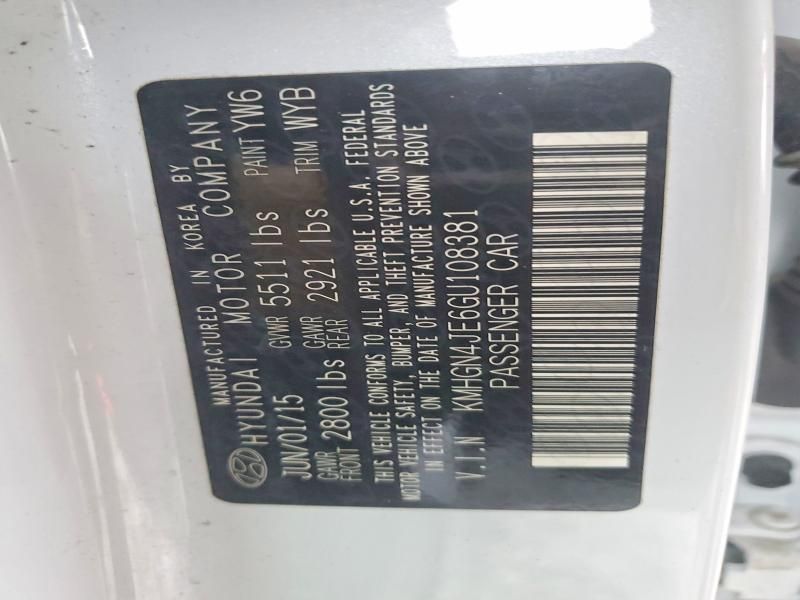 MANUFACTURED IN KOREA BY
HYUNDAI MOTOR COMPANY
JUN/01/15 GVWR 5511 lbs PAINT YW6
GAWR FRONT 2800 lbs GAWR REAR 2921 lbs TRIM WYB
THIS VEHICLE CONFORMS TO ALL APPLICABLE U.S.A. FEDERAL
MOTOR VEHICLE SAFETY, BUMPER, AND THEFT PREVENTION STANDARDS
IN EFFECT ON THE DATE OF MANUFACTURE SHOWN ABOVE
V.I.N KMHGN4JE6GU108381
PASSENGER CAR